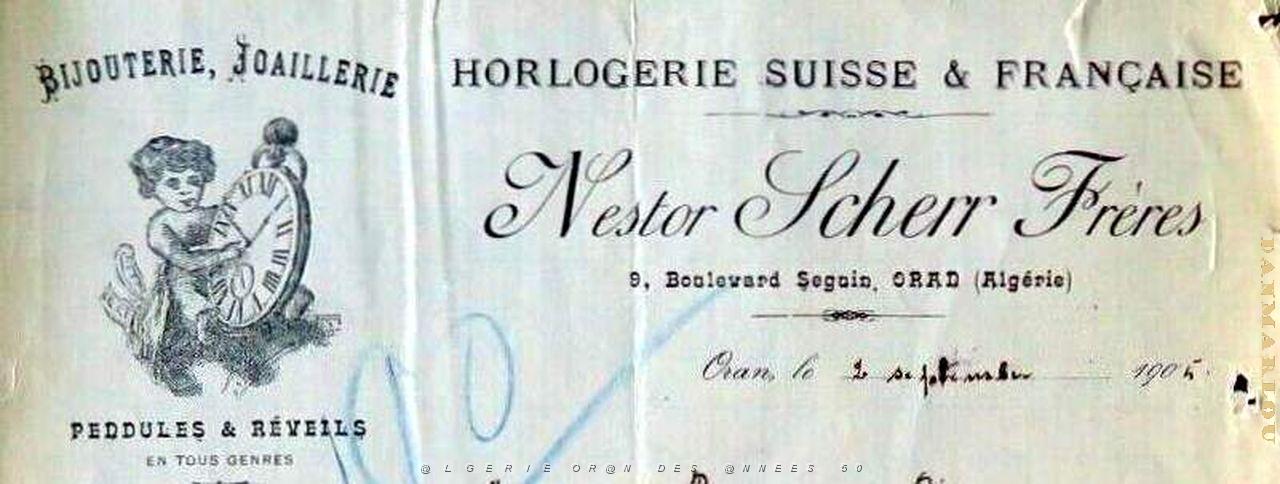 BIJOUTERIE, JOAILLERIE
HORLOGERIE SUISSE & FRANÇAISE
Nestor Scherr Frères
9, Boulevard Seguin, ORAN (Algérie)
Oran, le 2 septembre 1905
PENDULES & RÉVEILS
EN TOUS GENRES
@LGERIE OR@N DES @NNEES 50
DANMARLOU